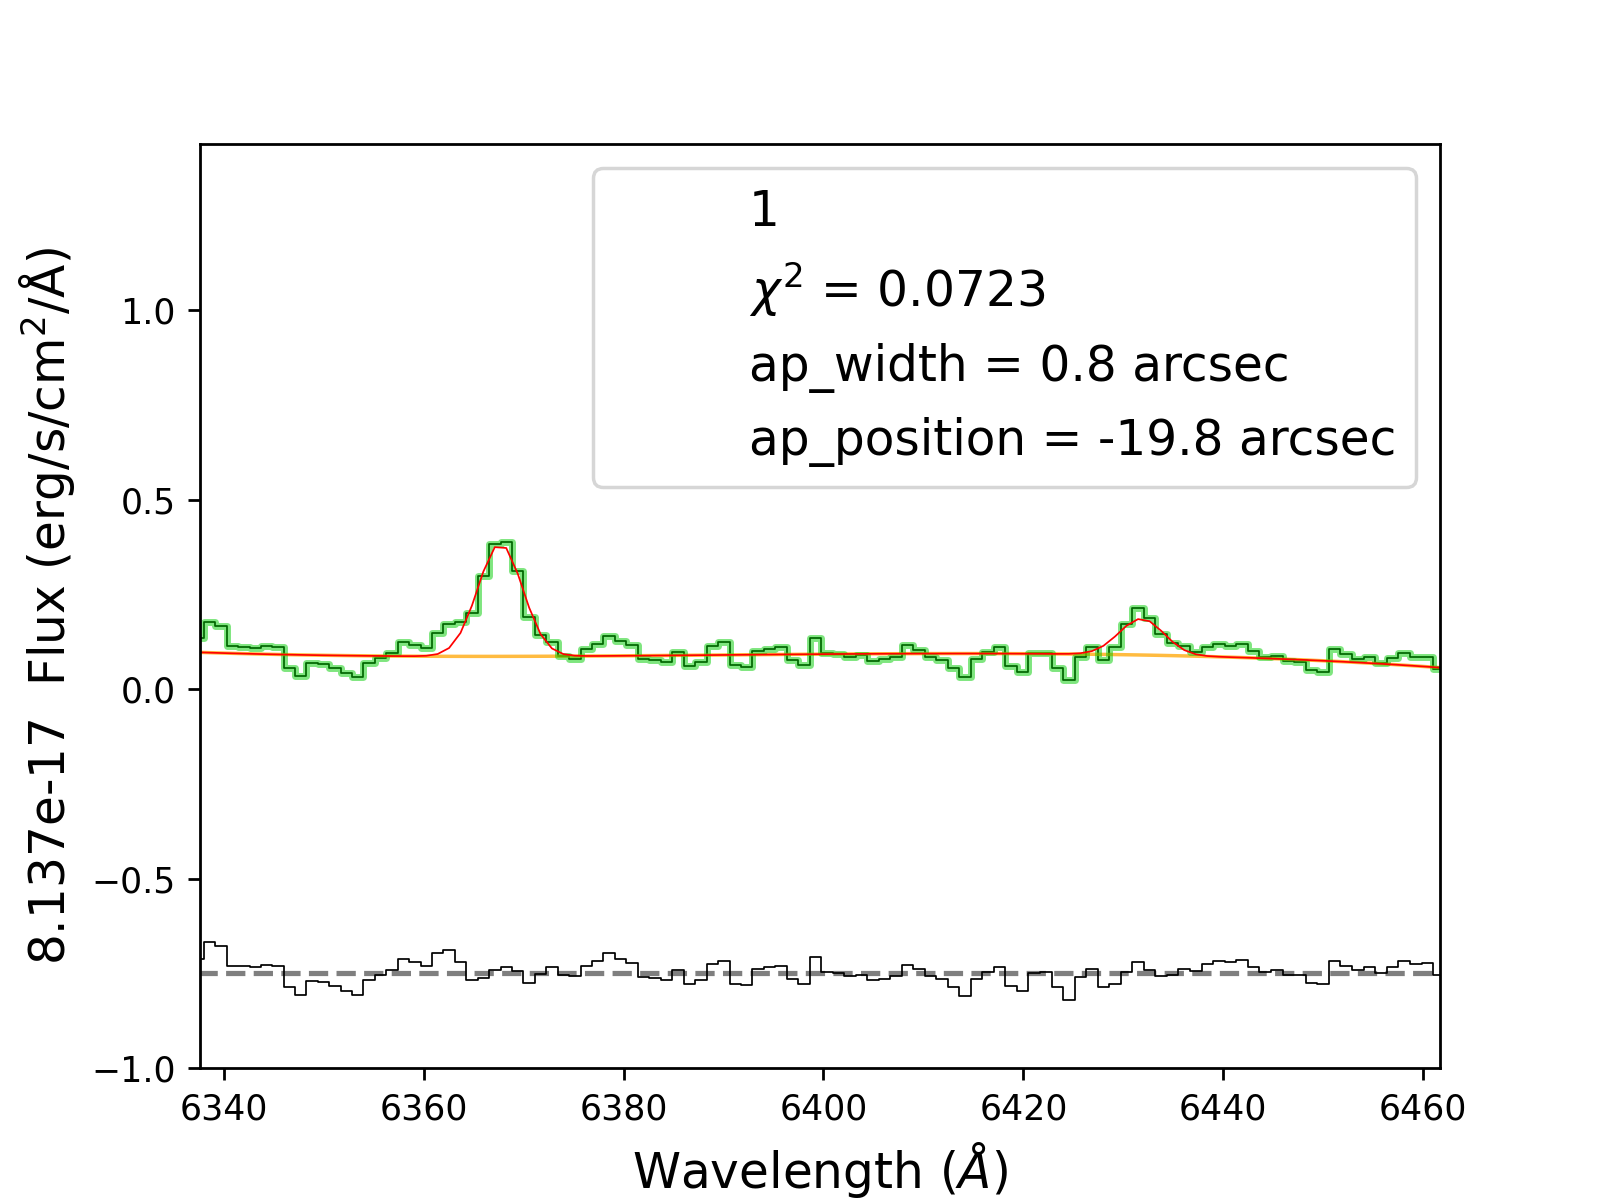 1
χ² = 0.0723
ap_width = 0.8 arcsec
ap_position = -19.8 arcsec
8.137e-17 Flux (erg/s/cm²/Å)
1.0
0.5
0.0
−0.5
−1.0
6340 6360 6380 6400 6420 6440 6460
Wavelength (Å)